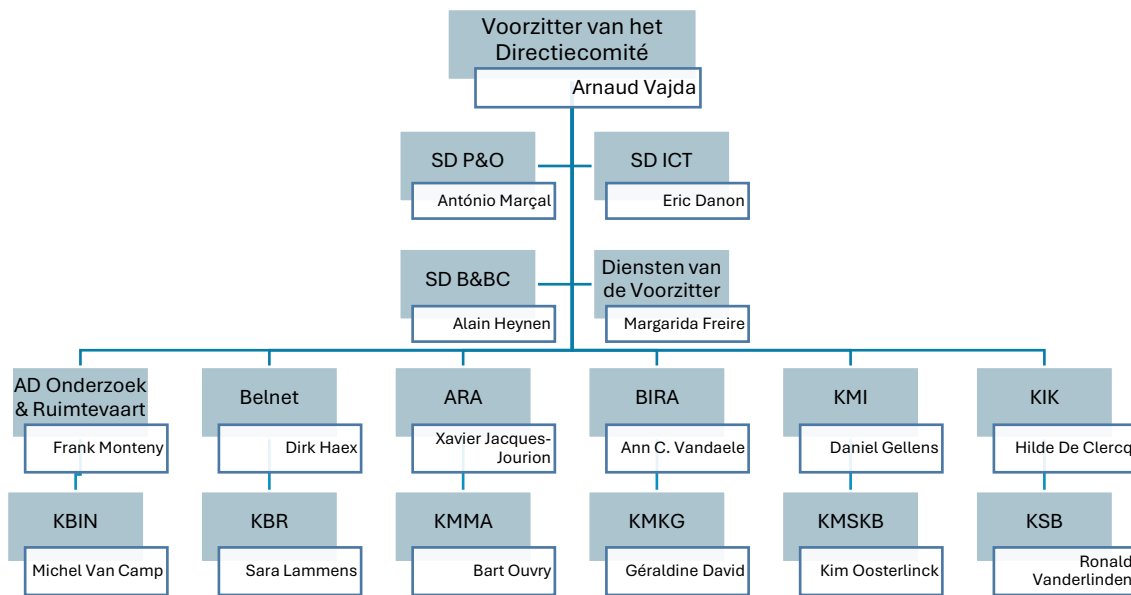 Voorzitter van het
Directiecomité
Arnaud Vajda
SD P&O
António Marçal
SD ICT
Eric Danon
SD B&BC
Alain Heynen
Diensten van
de Voorzitter
Margarida Freire
AD Onderzoek
& Ruimtevaart
Frank Monteny
Belnet
Dirk Haex
ARA
Xavier Jacques-
Jourion
BIRA
Ann C. Vandaele
KMI
Daniel Gellens
KIK
Hilde De Clercq
KBIN
Michel Van Camp
KBR
Sara Lammens
KMMA
Bart Ouvry
KMKG
Géraldine David
KMSKB
Kim Oosterlinck
KSB
Ronald
Vanderlinden